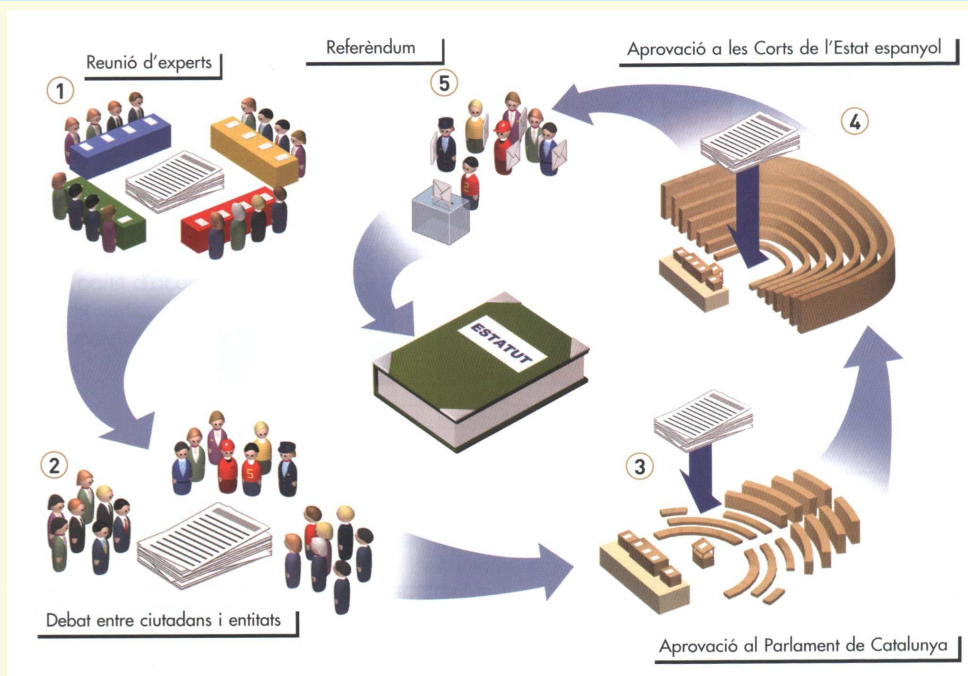 Reunió d'experts
1
Referèndum
5
Aprovació a les Corts de l'Estat espanyol
4
ESTATUT
2
Debat entre ciutadans i entitats
3
Aprovació al Parlament de Catalunya